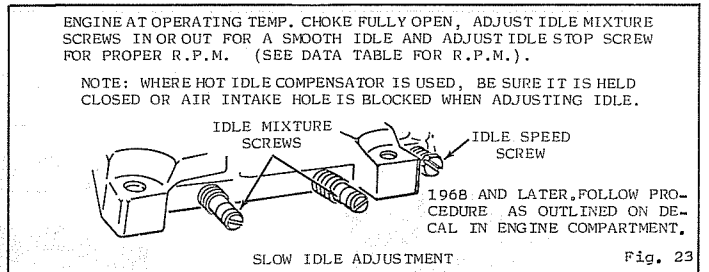 ENGINE AT OPERATING TEMP. CHOKE FULLY OPEN, ADJUST IDLE MIXTURE
SCREWS IN OR OUT FOR A SMOOTH IDLE AND ADJUST IDLE STOP SCREW
FOR PROPER R.P.M. (SEE DATA TABLE FOR R.P.M.).
NOTE: WHERE HOT IDLE COMPENSATOR IS USED, BE SURE IT IS HELD
CLOSED OR AIR INTAKE HOLE IS BLOCKED WHEN ADJUSTING IDLE.
IDLE MIXTURE
SCREWS
IDLE SPEED
SCREW
1968 AND LATER, FOLLOW PRO-
CEDURE AS OUTLINED ON DE-
CAL IN ENGINE COMPARTMENT.
SLOW IDLE ADJUSTMENT
Fig. 23